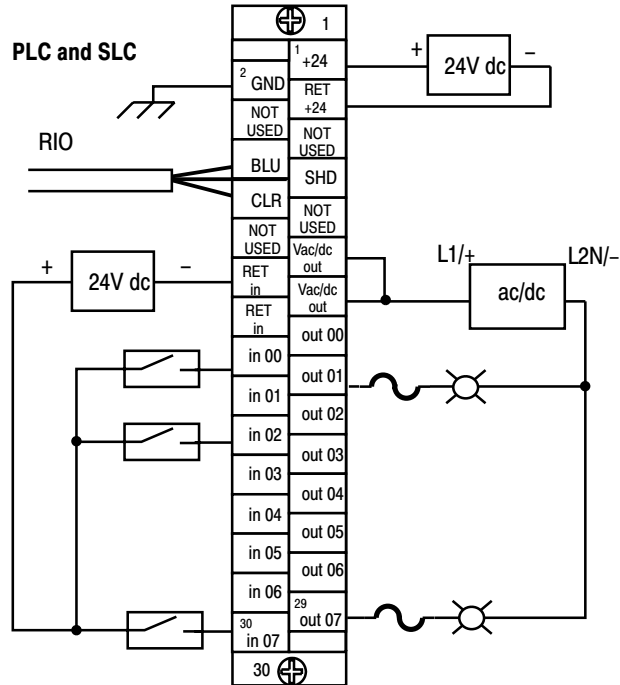 PLC and SLC
1
1
+24
+
24V dc
–
2
GND
RET
+24
NOT
USED
NOT
USED
RIO
BLU
SHD
CLR
NOT
USED
NOT
USED
Vac/dc
out
L1/+
L2N/–
ac/dc
+
24V dc
–
RET
in
Vac/dc
out
RET
in
out 00
in 00
out 01
in 01
out 02
in 02
out 03
in 03
out 04
in 04
out 05
in 05
out 06
in 06
29
out 07
30
in 07
30